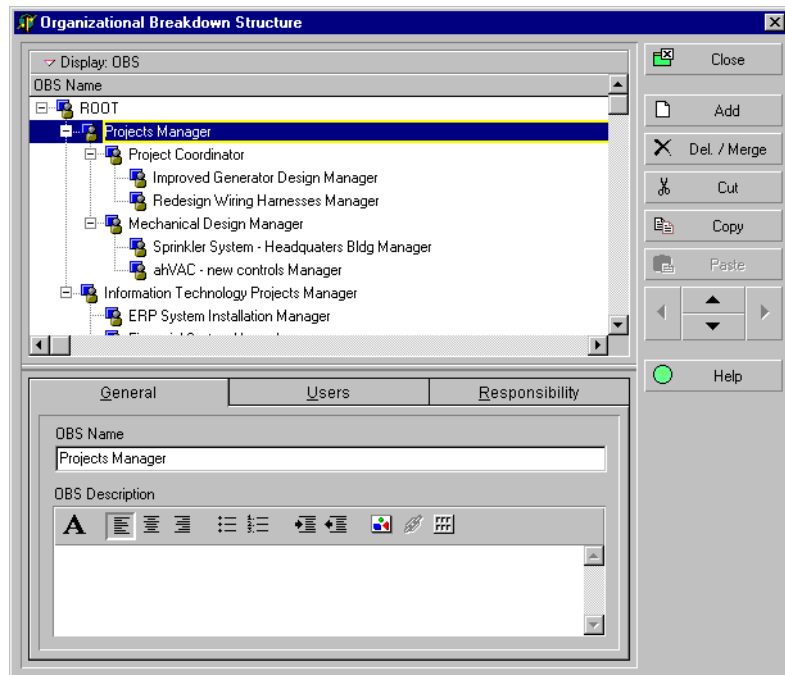 Organizational Breakdown Structure
Display: OBS
OBS Name
ROOT
Projects Manager
Project Coordinator
Improved Generator Design Manager
Redesign Wiring Harnesses Manager
Mechanical Design Manager
Sprinkler System - Headquaters Bldg Manager
ahVAC - new controls Manager
Information Technology Projects Manager
ERP System Installation Manager
Close
Add
Del. / Merge
Cut
Copy
Paste
Help
General Users Responsibility
OBS Name
Projects Manager
OBS Description
A